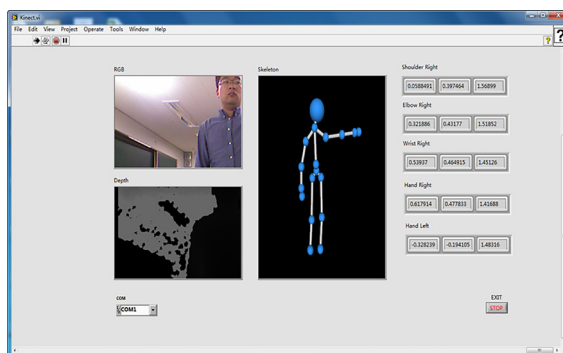 Kinect.vi
File Edit View Project Operate Tools Window Help
?
?
RGB
Skeleton
Depth
COM
COM1
Shoulder Right
0.0588491 0.397464 1.56899
Elbow Right
0.321886 0.43177 1.51852
Wrist Right
0.53937 0.464915 1.45126
Hand Right
0.617914 0.477833 1.41688
Hand Left
-0.328239 -0.194105 1.48316
EXIT
STOP